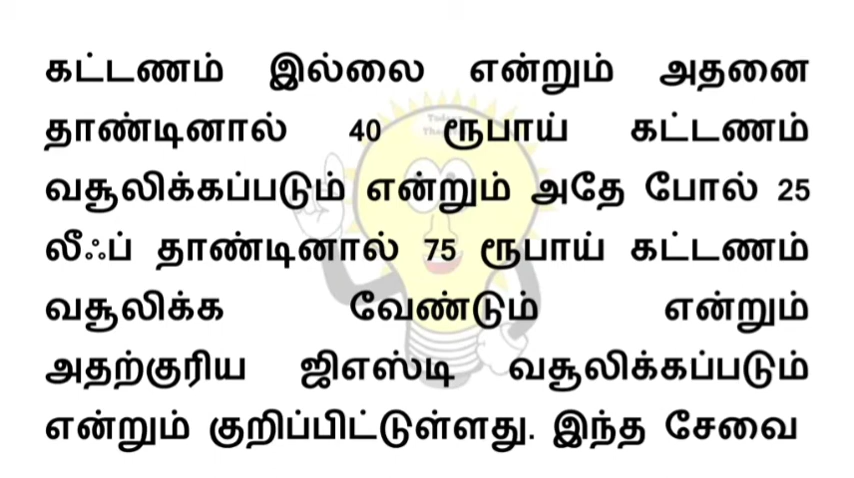 கட்டணம் இல்லை என்றும் அதனை
தாண்டினால் 40 ரூபாய் கட்டணம்
வசூலிக்கப்படும் என்றும் அதே போல் 25
லீஃப் தாண்டினால் 75 ரூபாய் கட்டணம்
வசூலிக்க வேண்டும் என்றும்
அதற்குரிய ஜிஎஸ்டி வசூலிக்கப்படும்
என்றும் குறிப்பிட்டுள்ளது. இந்த சேவை